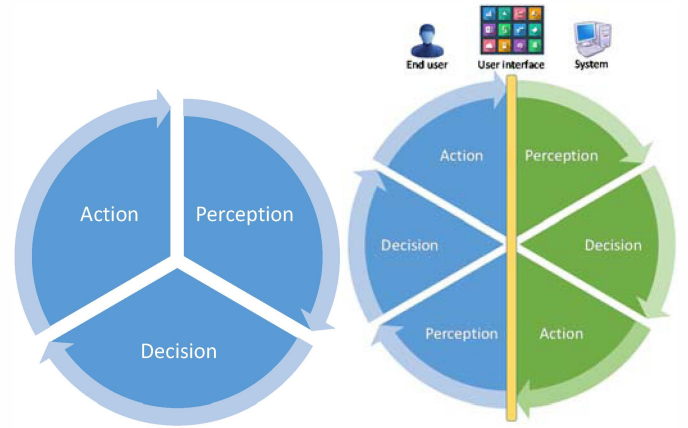 Action
Perception
Decision
End user
User interface
System
Action
Perception
Decision
Decision
Perception
Action